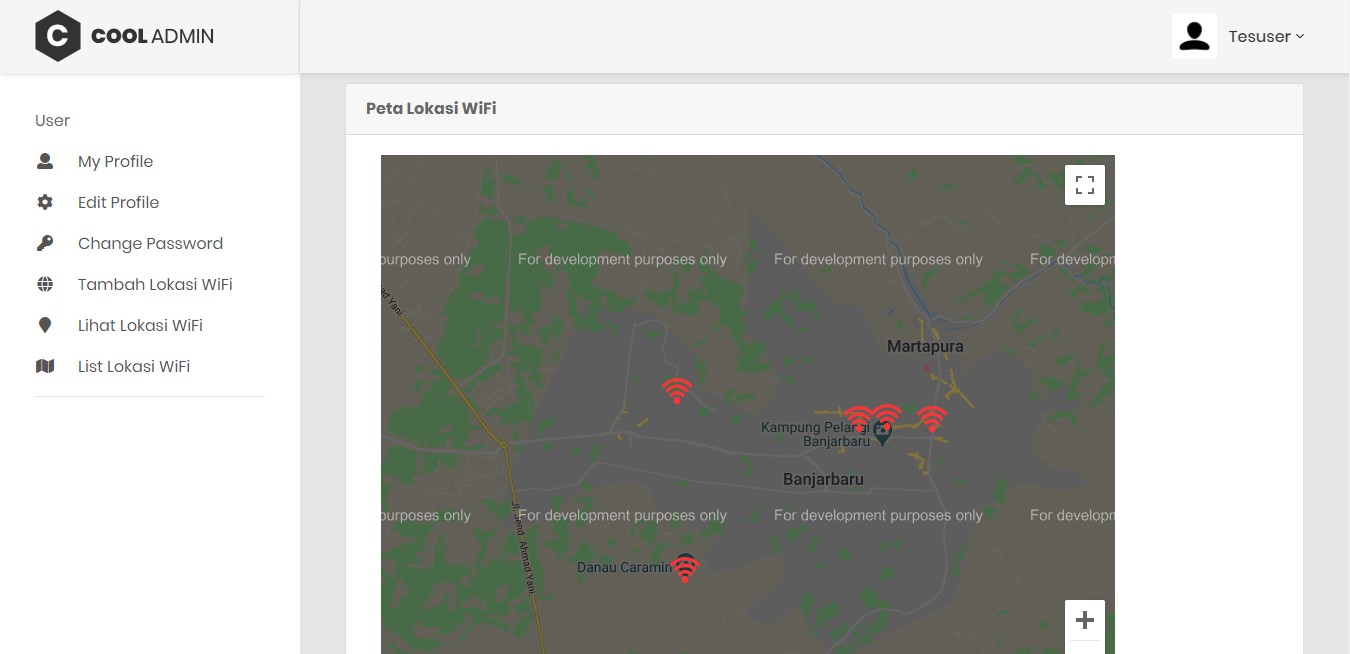 C COOL ADMIN
Tesuser
User
My Profile
Edit Profile
Change Password
Tambah Lokasi WiFi
Lihat Lokasi WiFi
List Lokasi WiFi
Peta Lokasi WiFi
purposes only
For development purposes only
For development purposes only
For developm
ad Yani
Martapura
Kampung Pelangi
Banjarbaru
Banjarbaru
purposes only
For development purposes only
For development purposes only
For developm
Jl. Jend. Ahmad Yani
Danau Caramin